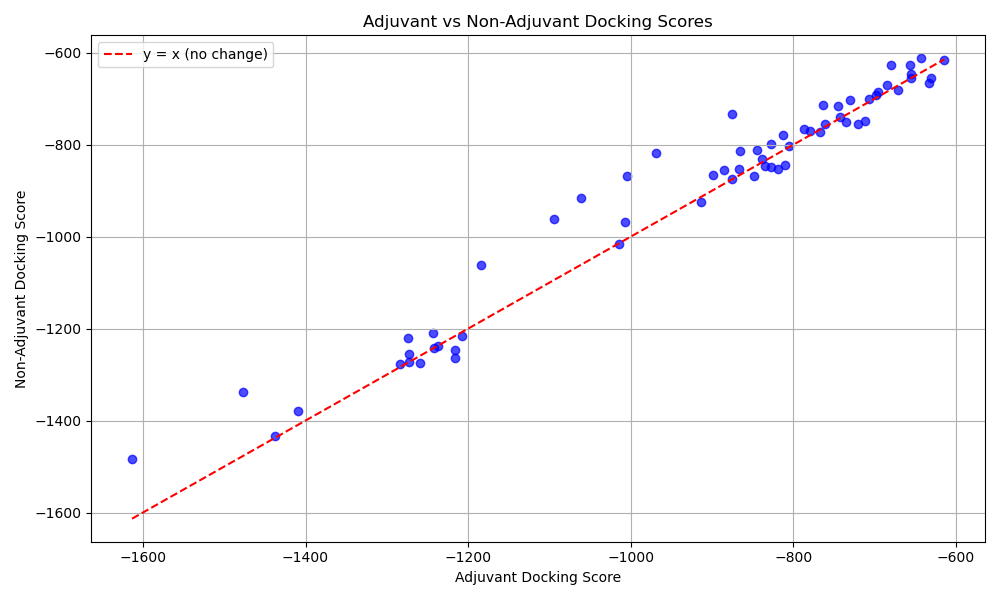 Adjuvant vs Non-Adjuvant Docking Scores
y = x (no change)
−600
−800
−1000
−1200
−1400
−1600
Non-Adjuvant Docking Score
−1600 −1400 −1200 −1000 −800 −600
Adjuvant Docking Score